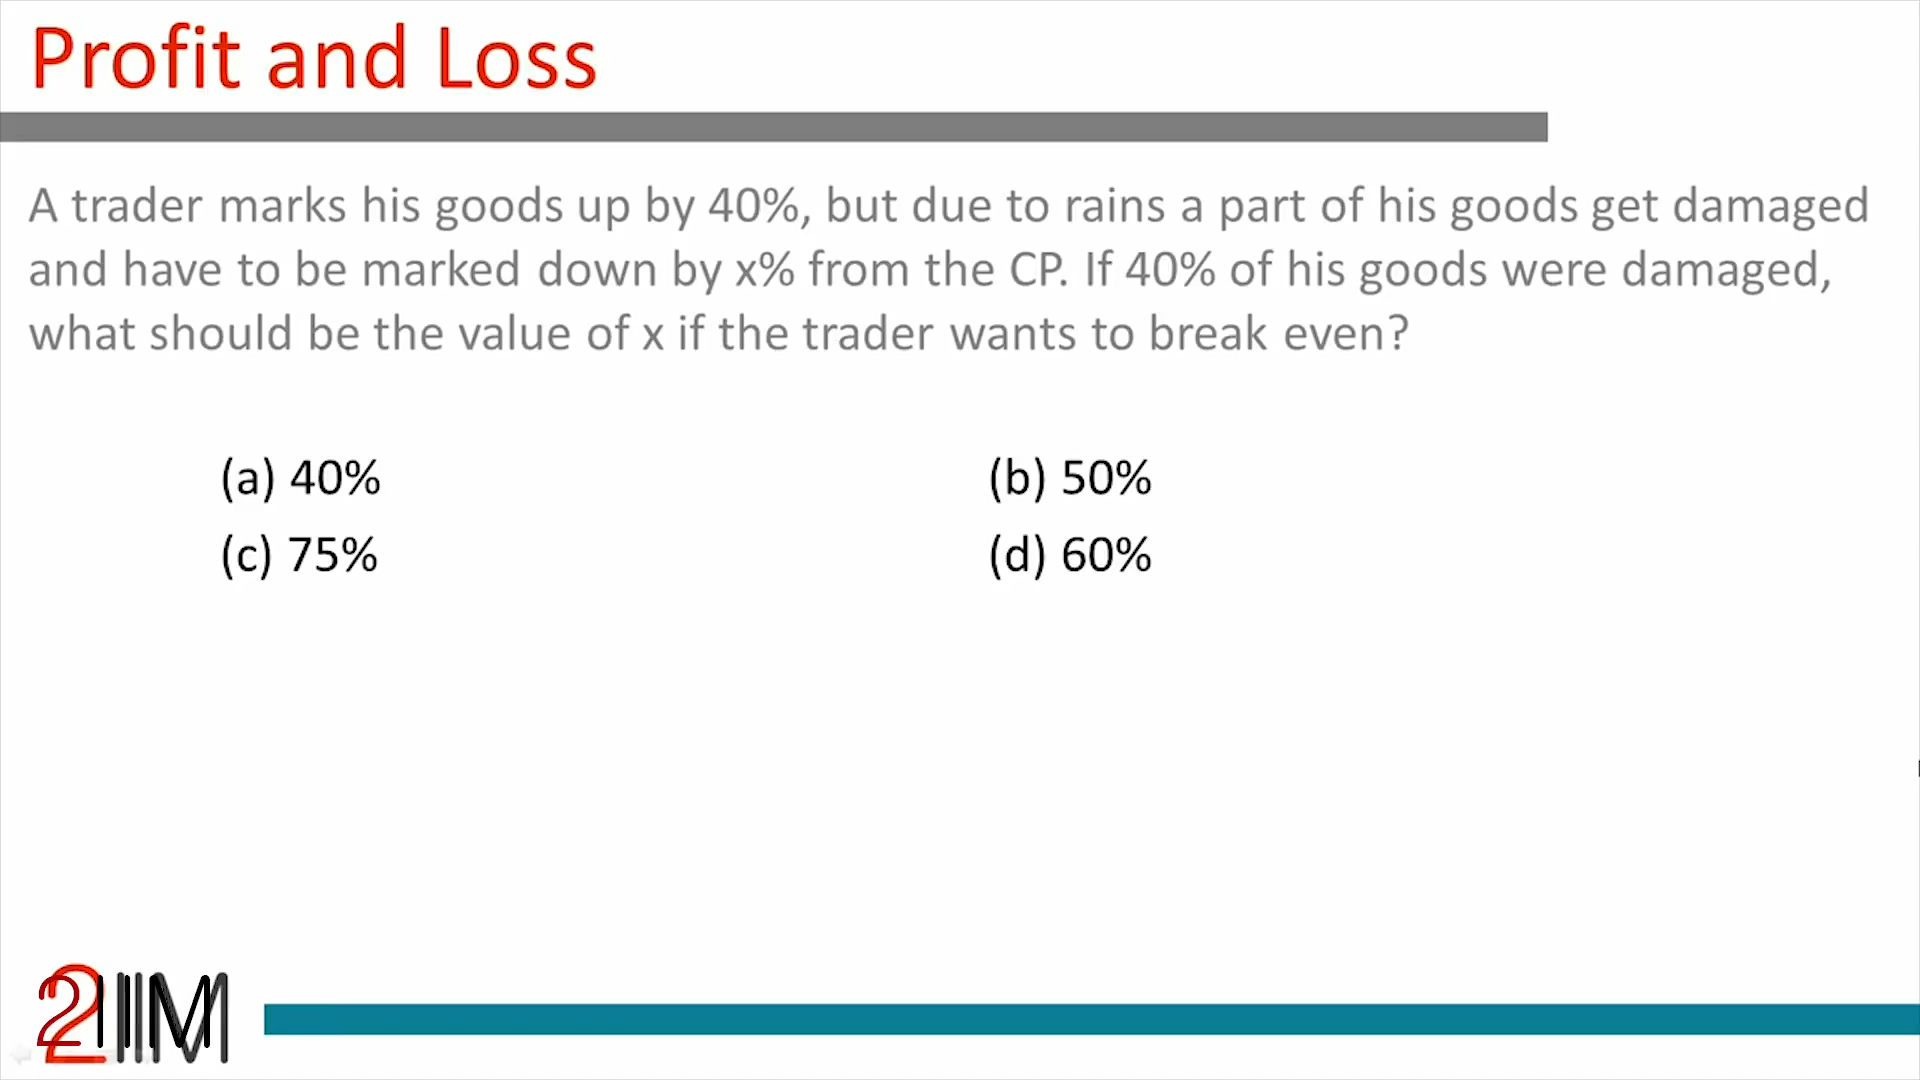 Profit and Loss
A trader marks his goods up by 40%, but due to rains a part of his goods get damaged
and have to be marked down by x% from the CP. If 40% of his goods were damaged,
what should be the value of x if the trader wants to break even?
(a) 40% (b) 50%
(c) 75% (d) 60%
2IIM